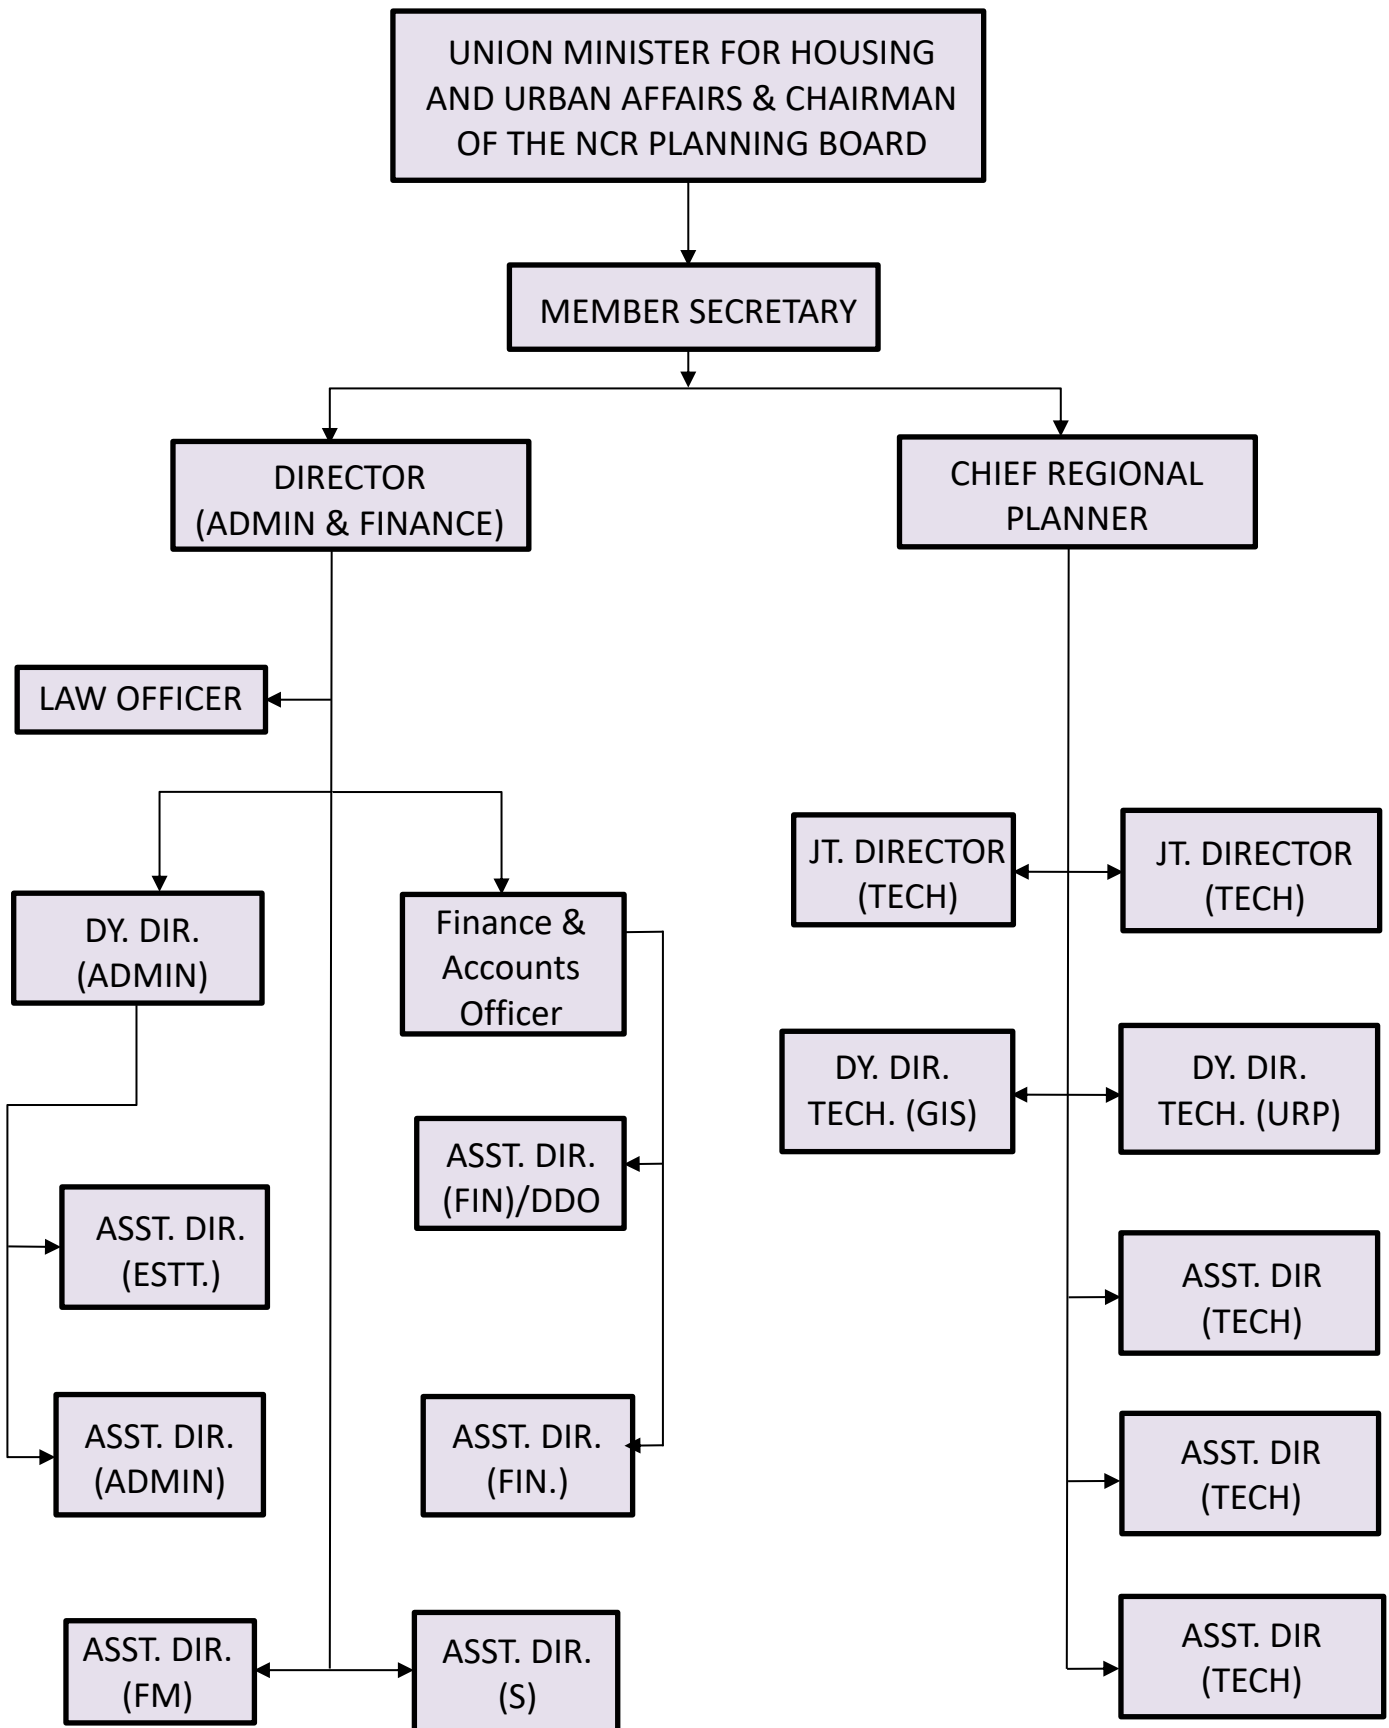 UNION MINISTER FOR HOUSING
AND URBAN AFFAIRS & CHAIRMAN
OF THE NCR PLANNING BOARD
MEMBER SECRETARY
DIRECTOR
(ADMIN & FINANCE)
CHIEF REGIONAL
PLANNER
LAW OFFICER
JT. DIRECTOR
(TECH)
JT. DIRECTOR
(TECH)
DY. DIR.
(ADMIN)
Finance &
Accounts
Officer
DY. DIR.
TECH. (GIS)
DY. DIR.
TECH. (URP)
ASST. DIR.
(FIN)/DDO
ASST. DIR.
(ESTT.)
ASST. DIR
(TECH)
ASST. DIR.
(ADMIN)
ASST. DIR.
(FIN.)
ASST. DIR
(TECH)
ASST. DIR.
(FM)
ASST. DIR.
(S)
ASST. DIR
(TECH)